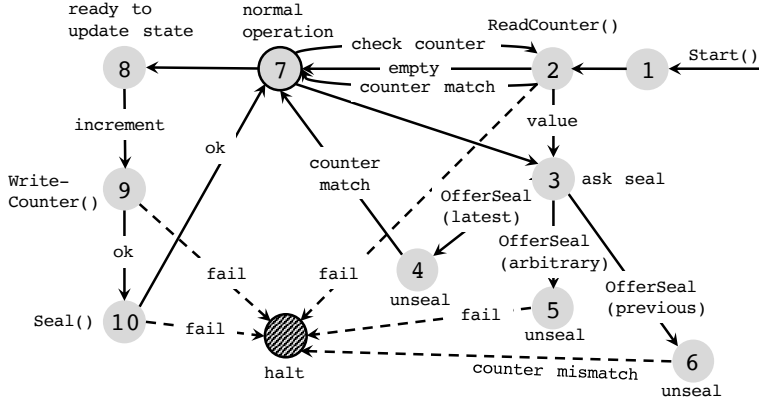 ready to
update state
normal
operation
ReadCounter()
check counter
Start()
8
7
empty
2
1
counter match
increment
value
ok
counter
match
Write-
Counter()
9
OfferSeal
(latest)
3
ask seal
OfferSeal
(arbitrary)
ok
fail
fail
4
unseal
OfferSeal
(previous)
Seal()
10
fail
fail
5
unseal
halt
counter mismatch
6
unseal